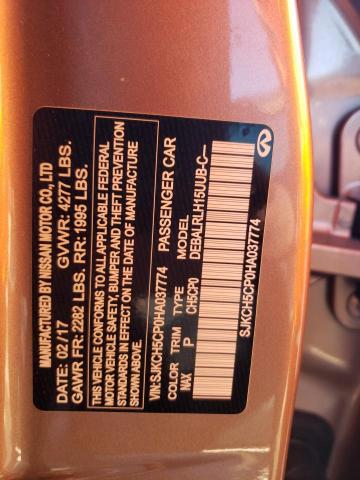 MANUFACTURED BY NISSAN MOTOR CO., LTD
DATE: 02/17 GVWR: 4277 LBS.
GAWR FR: 2282 LBS. RR: 1995 LBS.
THIS VEHICLE CONFORMS TO ALL APPLICABLE FEDERAL
MOTOR VEHICLE SAFETY, BUMPER AND THEFT PREVENTION
STANDARDS IN EFFECT ON THE DATE OF MANUFACTURE
SHOWN ABOVE.
VIN:SJKCH5CP0HA037774 PASSENGER CAR
COLOR TRIM TYPE MODEL
NAX P CH5CP0 DEBALRLH15UUB-C--
SJKCH5CP0HA037774